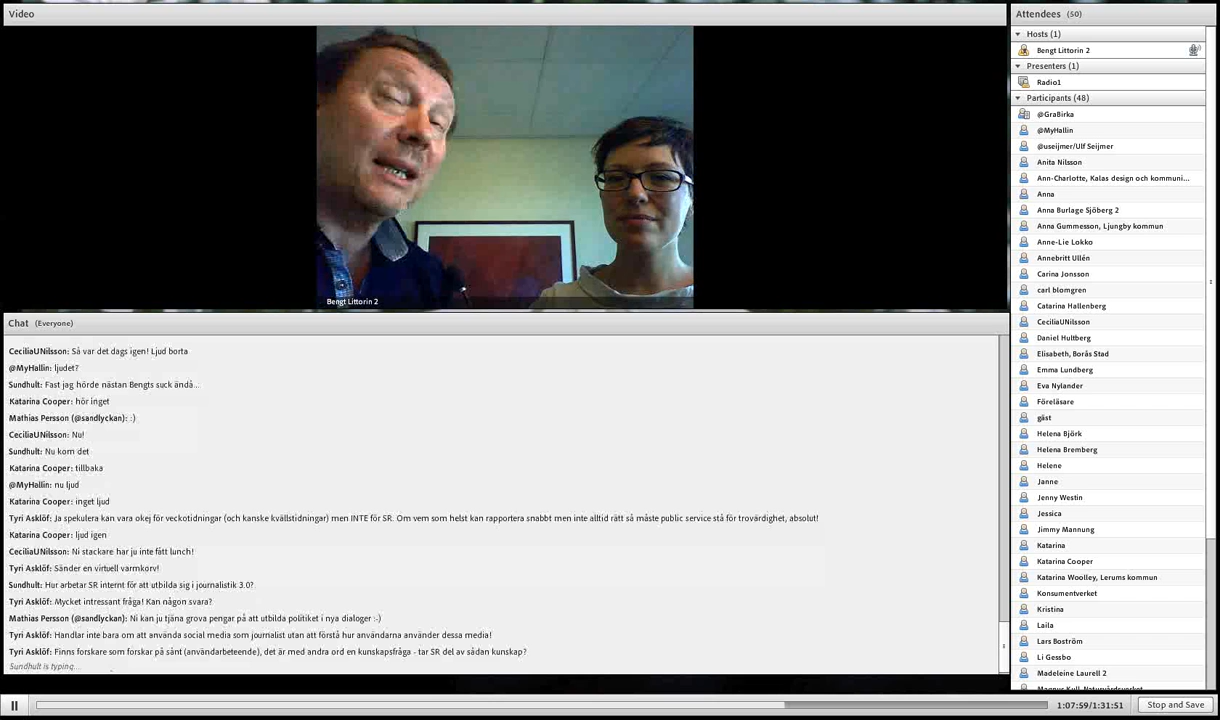 Video
Bengt Littorin 2
Chat (Everyone)
CeciliaUNilsson: Så var det dags igen! Ljud borta
@MyHallin: ljudet?
Sundhult: Fast jag hörde nästan Bengts suck ändå...
Katarina Cooper: hör inget
Mathias Persson (@sandlyckan): :)
CeciliaUNilsson: Nu!
Sundhult: Nu kom det
Katarina Cooper: tillbaka
@MyHallin: nu ljud
Katarina Cooper: inget ljud
Tyri Asklöf: Ja spekulera kan vara okej för veckotidningar (och kanske kvällstidningar) men INTE för SR. Om vem som helst kan rapportera snabbt men inte alltid rätt så måste public service stå för trovärdighet, absolut!
Katarina Cooper: ljud igen
CeciliaUNilsson: Ni stackare har ju inte fått lunch!
Tyri Asklöf: Sänder en virtuell varmkorv!
Sundhult: Hur arbetar SR internt för att utbilda sig i journalistik 3.0?
Tyri Asklöf: Mycket intressant fråga! Kan någon svara?
Mathias Persson (@sandlyckan): Ni kan ju tjäna grova pengar på att utbilda politiket i nya dialoger :-)
Tyri Asklöf: Handlar inte bara om att använda social media som journalist utan att förstå hur användarna använder dessa media!
Tyri Asklöf: Finns forskare som forskar på sånt (användarbeteende), det är med andra ord en kunskapsfråga - tar SR del av sådan kunskap?
Sundhult is typing...
Attendees (50)
Hosts (1)
Bengt Littorin 2
Presenters (1)
Radio1
Participants (48)
@GraBirka
@MyHallin
@useijmer/Ulf Seijmer
Anita Nilsson
Ann-Charlotte, Kalas design och kommuni...
Anna
Anna Burlage Sjöberg 2
Anna Gummesson, Ljungby kommun
Anne-Lie Lokko
Annebritt Ullén
Carina Jonsson
carl blomgren
Catarina Hallenberg
CeciliaUNilsson
Daniel Hultberg
Elisabeth, Borås Stad
Emma Lundberg
Eva Nylander
Föreläsare
gäst
Helena Björk
Helena Bremberg
Helene
Janne
Jenny Westin
Jessica
Jimmy Mannung
Katarina
Katarina Cooper
Katarina Woolley, Lerums kommun
Konsumentverket
Kristina
Laila
Lars Boström
Li Gessbo
Madeleine Laurell 2
Magnus Kull, Naturvårdsverket
1:07:59/1:31:51
Stop and Save